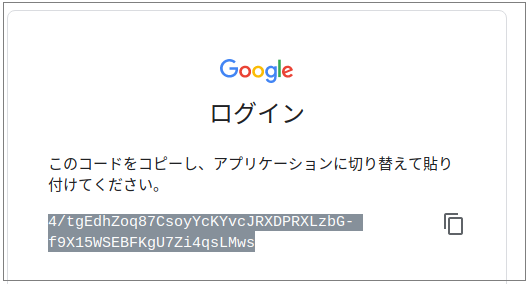 Google
ログイン
このコードをコピーし、アプリケーションに切り替えて貼り
付けてください。
4/tgEdhZoq87CsoyYcKYvcJRXDPRXLzbG-
f9X15WSEBFKgU7Zi4qsLMws